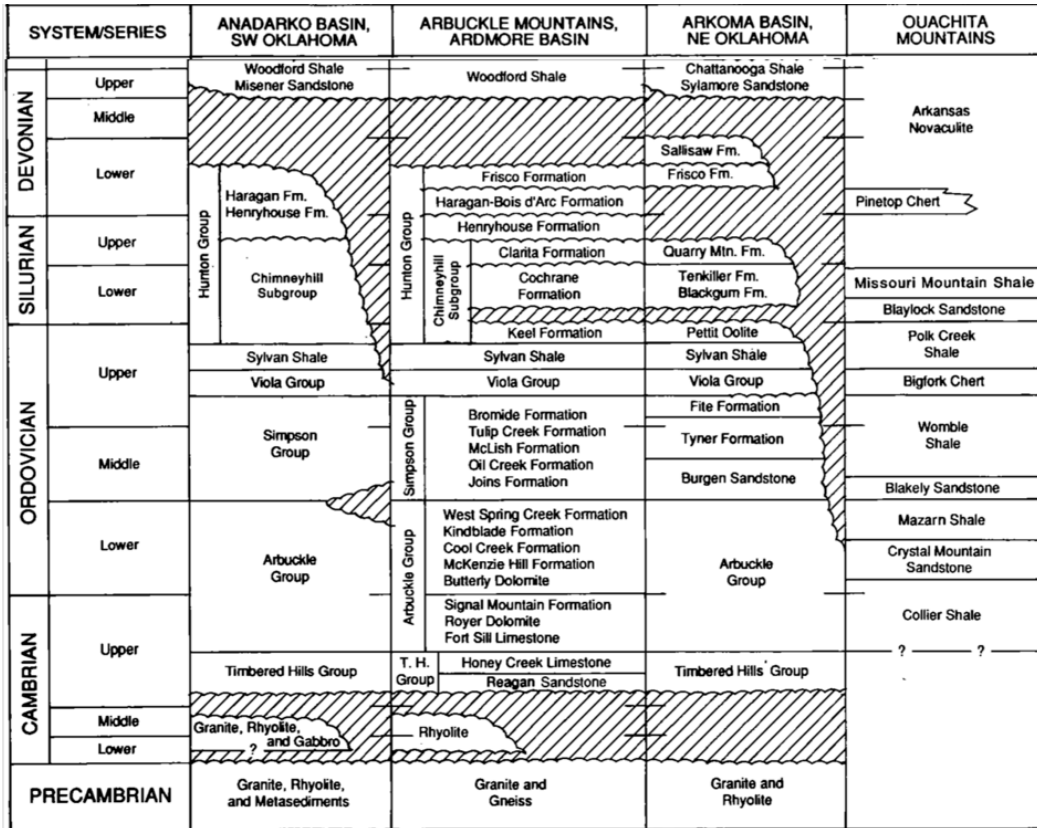 SYSTEM/SERIES
ANADARKO BASIN,
SW OKLAHOMA
ARBUCKLE MOUNTAINS,
ARDMORE BASIN
ARKOMA BASIN,
NE OKLAHOMA
OUACHITA
MOUNTAINS
DEVONIAN
Upper
Middle
Lower
SILURIAN
Upper
Lower
ORDOVICIAN
Upper
Middle
Lower
CAMBRIAN
Upper
Middle
Lower
PRECAMBRIAN
Woodford Shale
Misener Sandstone
Hunton Group
Haragan Fm.
Henryhouse Fm.
Chimneyhill
Subgroup
Sylvan Shale
Viola Group
Simpson
Group
Arbuckle
Group
Timbered Hills Group
Granite, Rhyolite,
and Gabbro
?
Granite, Rhyolite,
and Metasediments
Woodford Shale
Hunton Group
Frisco Formation
Haragan-Bois d'Arc Formation
Henryhouse Formation
Chimneyhill
Subgroup
Clarita Formation
Cochrane
Formation
Keel Formation
Sylvan Shale
Viola Group
Simpson Group
Bromide Formation
Tulip Creek Formation
McLish Formation
Oil Creek Formation
Joins Formation
Arbuckle Group
West Spring Creek Formation
Kindblade Formation
Cool Creek Formation
McKenzie Hill Formation
Butterly Dolomite
Signal Mountain Formation
Royer Dolomite
Fort Sill Limestone
T. H.
Group
Honey Creek Limestone
Reagan Sandstone
Rhyolite
Granite and
Gneiss
Chattanooga Shale
Sylamore Sandstone
Sallisaw Fm.
Frisco Fm.
Quarry Mtn. Fm.
Tenkiller Fm.
Blackgum Fm.
Pettit Oolite
Sylvan Shale
Viola Group
Fite Formation
Tyner Formation
Burgen Sandstone
Arbuckle
Group
Timbered Hills Group
Granite and
Rhyolite
Arkansas
Novaculite
Pinetop Chert
Missouri Mountain Shale
Blaylock Sandstone
Polk Creek
Shale
Bigfork Chert
Womble
Shale
Blakely Sandstone
Mazarn Shale
Crystal Mountain
Sandstone
Collier Shale
? ?